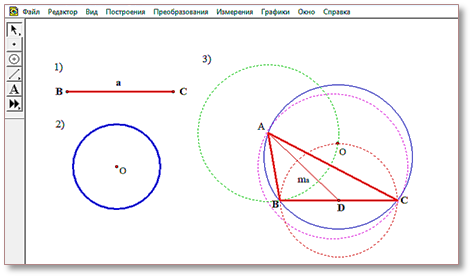 Файл Редактор Вид Построения Преобразования Измерения Графики Окно Справка
A
1)
a
B C
2)
O
3)
A
O
mₐ
B D C